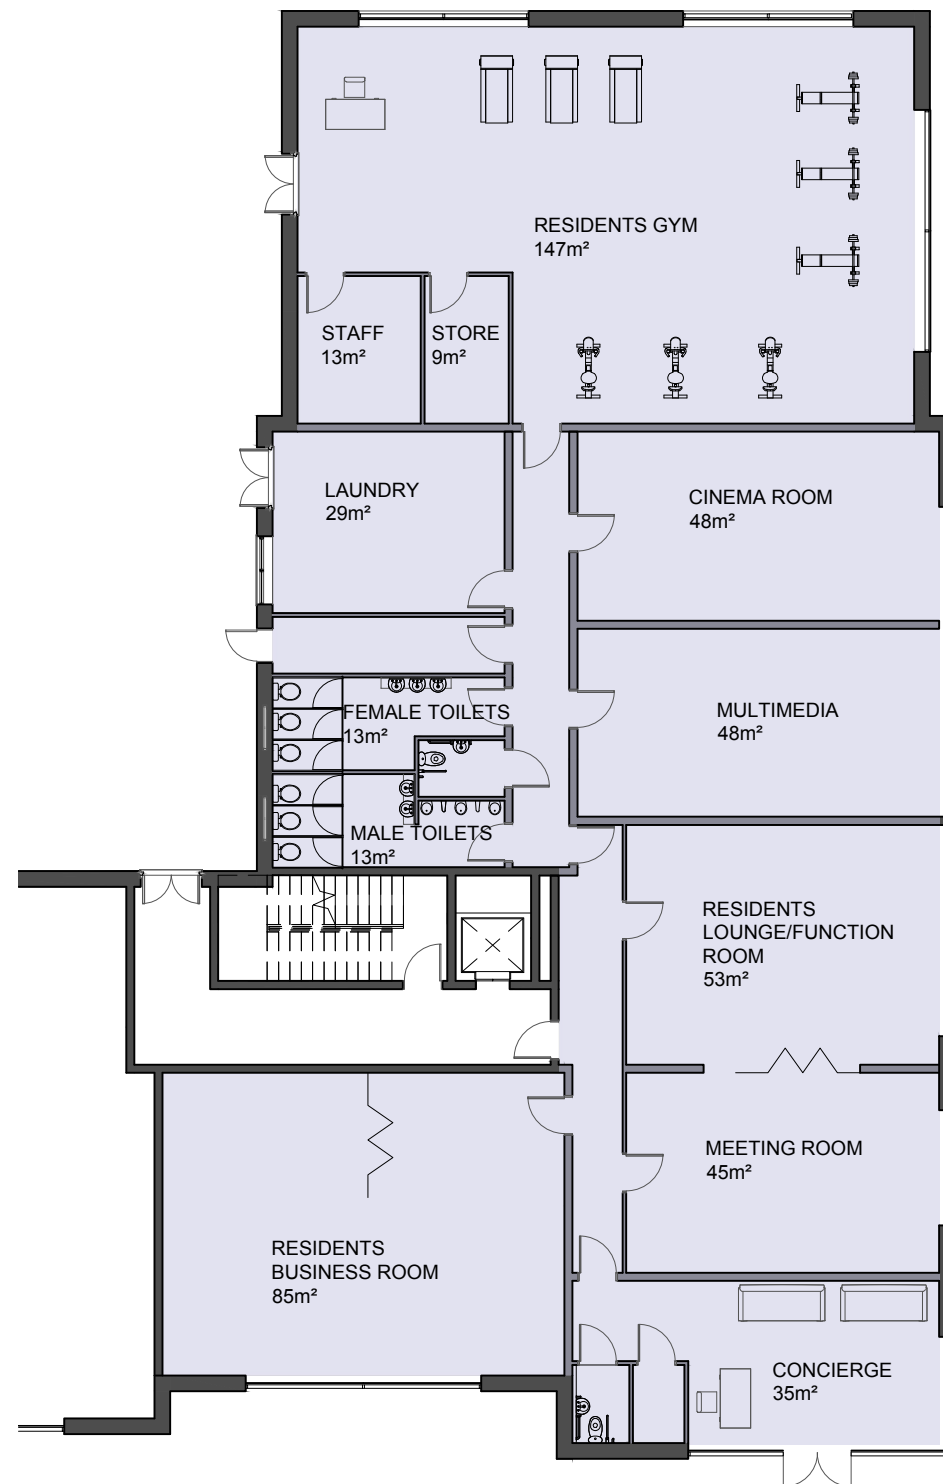 RESIDENTS GYM
147m²
STAFF
13m²
STORE
9m²
LAUNDRY
29m²
CINEMA ROOM
48m²
FEMALE TOILETS
13m²
MULTIMEDIA
48m²
MALE TOILETS
13m²
RESIDENTS
LOUNGE/FUNCTION
ROOM
53m²
MEETING ROOM
45m²
RESIDENTS
BUSINESS ROOM
85m²
CONCIERGE
35m²